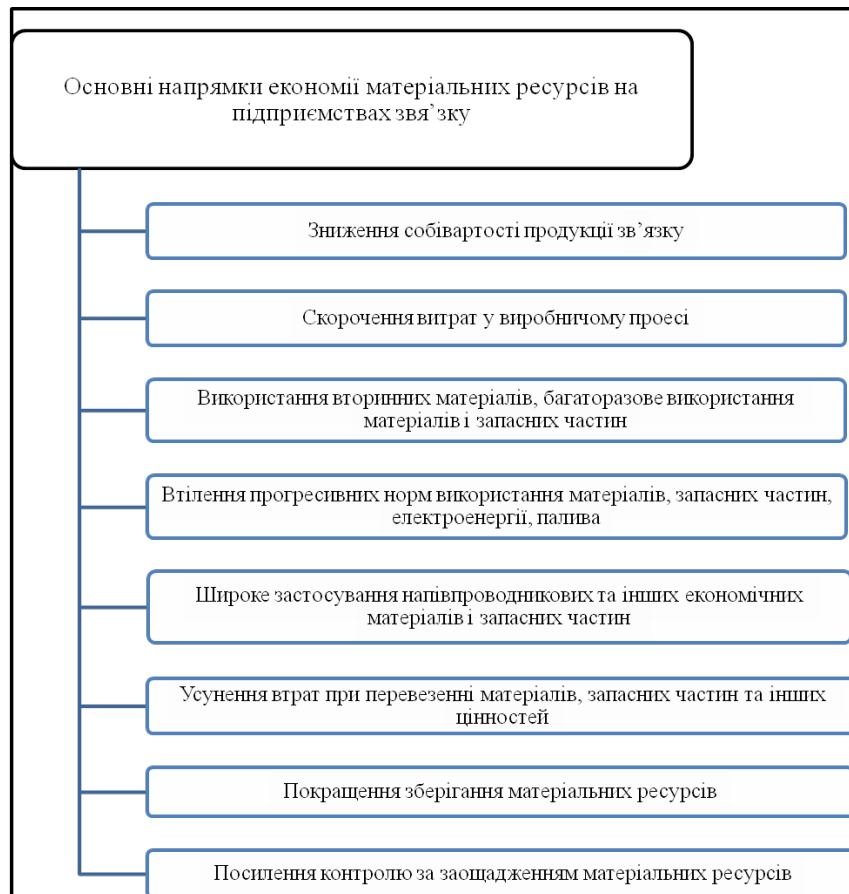 Основні напрямки економії матеріальних ресурсів на
підприємствах звя’зку
Зниження собівартості продукції зв’язку
Скорочення витрат у виробничому проесі
Використання вторинних матеріалів, багаторазове використання
матеріалів і запасних частин
Втілення прогресивних норм використання матеріалів, запасних частин,
електроенергії, палива
Широке застосування напівпроводникових та інших економічних
матеріалів і запасних частин
Усунення втрат при перевезенні матеріалів, запасних частин та інших
цінностей
Покращення зберігання матеріальних ресурсів
Посилення контролю за заощадженням матеріальних ресурсів